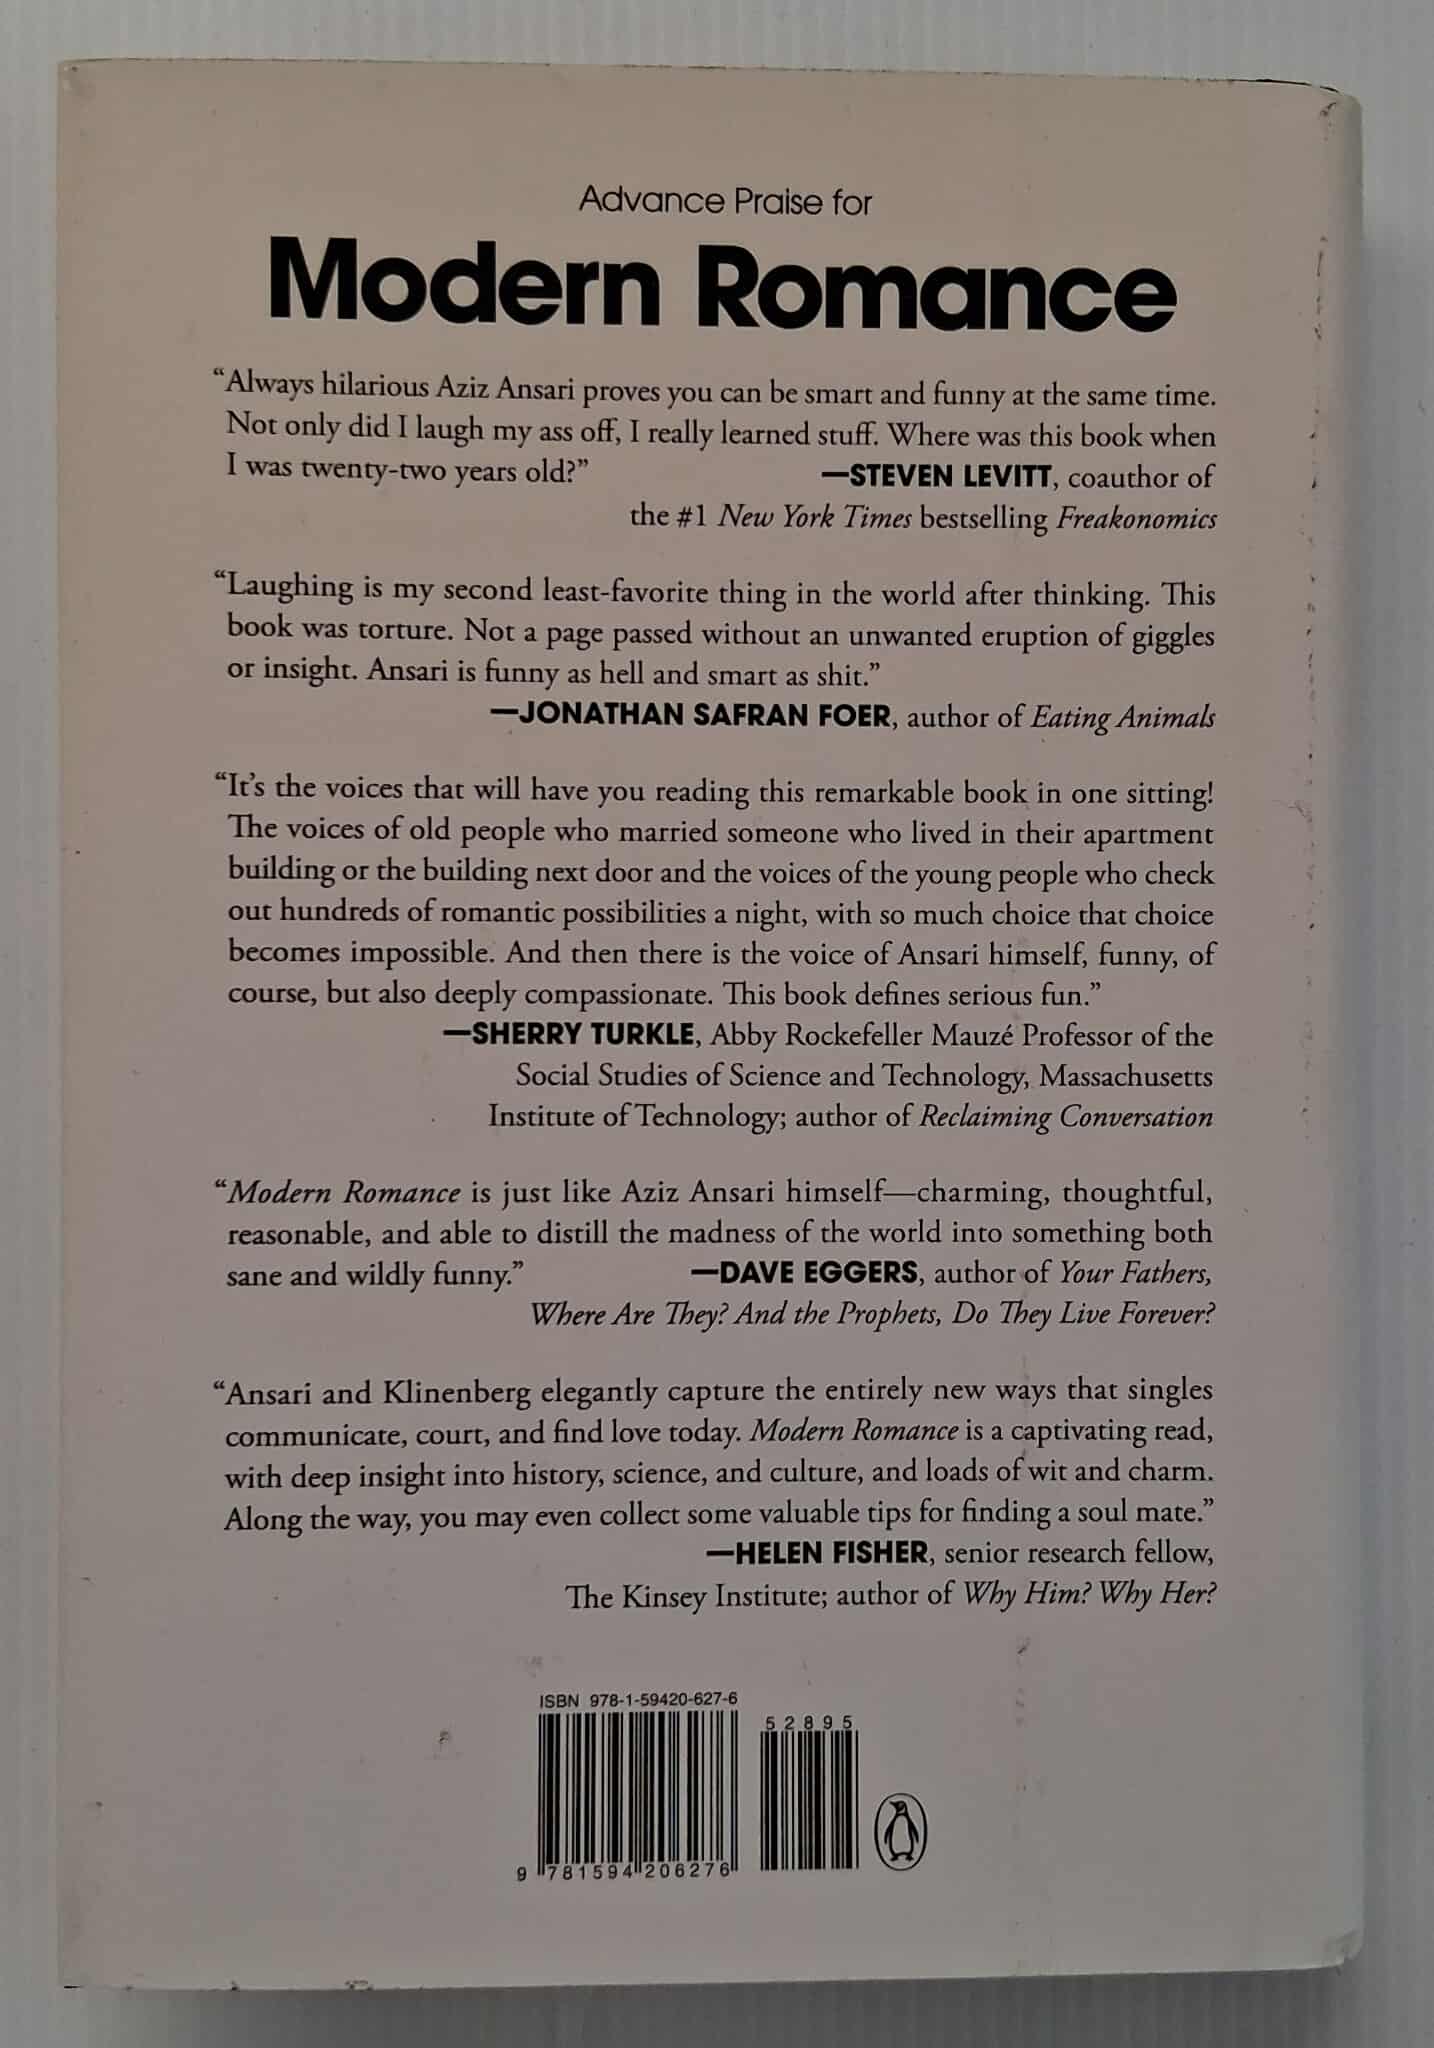 Advance Praise for
Modern Romance
“Always hilarious Aziz Ansari proves you can be smart and funny at the same time.
Not only did I laugh my ass off, I really learned stuff. Where was this book when
I was twenty-two years old?” —STEVEN LEVITT, coauthor of
the #1 New York Times bestselling Freakonomics
“Laughing is my second least-favorite thing in the world after thinking. This
book was torture. Not a page passed without an unwanted eruption of giggles
or insight. Ansari is funny as hell and smart as shit.”
—JONATHAN SAFRAN FOER, author of Eating Animals
“It’s the voices that will have you reading this remarkable book in one sitting!
The voices of old people who married someone who lived in their apartment
building or the building next door and the voices of the young people who check
out hundreds of romantic possibilities a night, with so much choice that choice
becomes impossible. And then there is the voice of Ansari himself, funny, of
course, but also deeply compassionate. This book defines serious fun.”
—SHERRY TURKLE, Abby Rockefeller Mauzé Professor of the
Social Studies of Science and Technology, Massachusetts
Institute of Technology; author of Reclaiming Conversation
“Modern Romance is just like Aziz Ansari himself—charming, thoughtful,
reasonable, and able to distill the madness of the world into something both
sane and wildly funny.” —DAVE EGGERS, author of Your Fathers,
Where Are They? And the Prophets, Do They Live Forever?
“Ansari and Klinenberg elegantly capture the entirely new ways that singles
communicate, court, and find love today. Modern Romance is a captivating read,
with deep insight into history, science, and culture, and loads of wit and charm.
Along the way, you may even collect some valuable tips for finding a soul mate.”
—HELEN FISHER, senior research fellow,
The Kinsey Institute; author of Why Him? Why Her?
ISBN 978-1-59420-627-6
52895
9 781594 206276